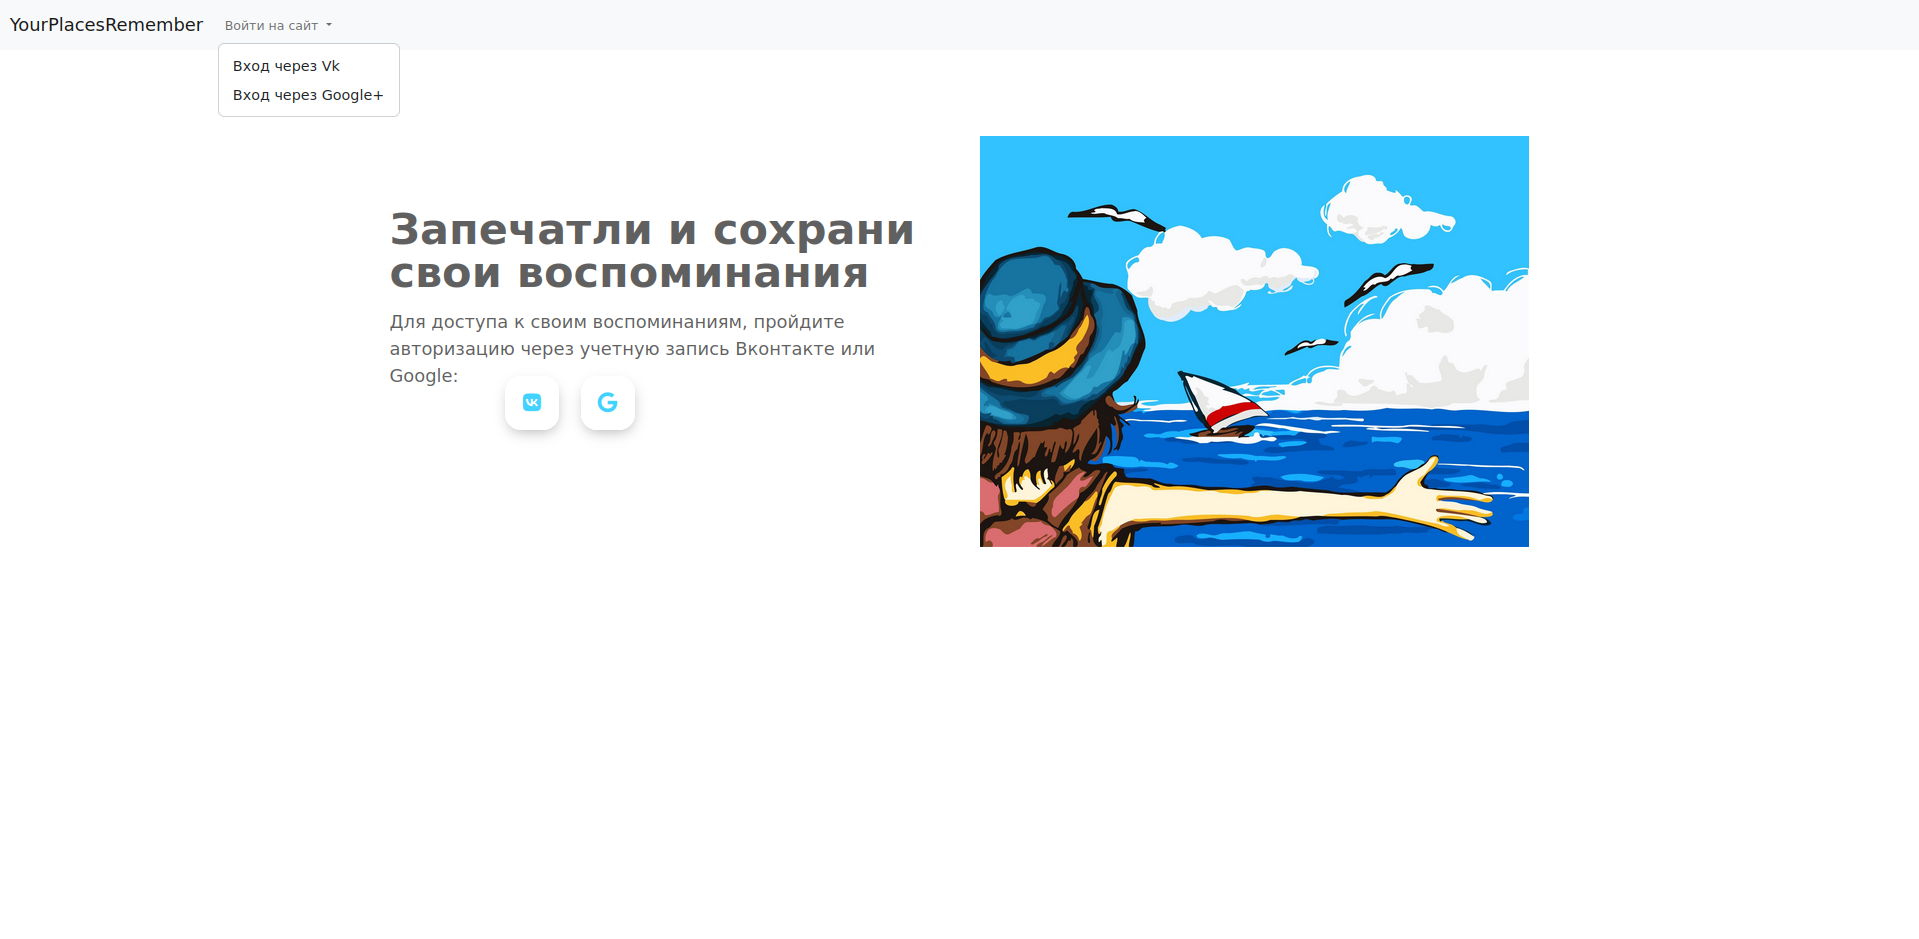 YourPlacesRemember
Войти на сайт
Вход через Vk
Вход через Google+
Запечатли и сохрани
свои воспоминания
Для доступа к своим воспоминаниям, пройдите
авторизацию через учетную запись Вконтакте или
Google: